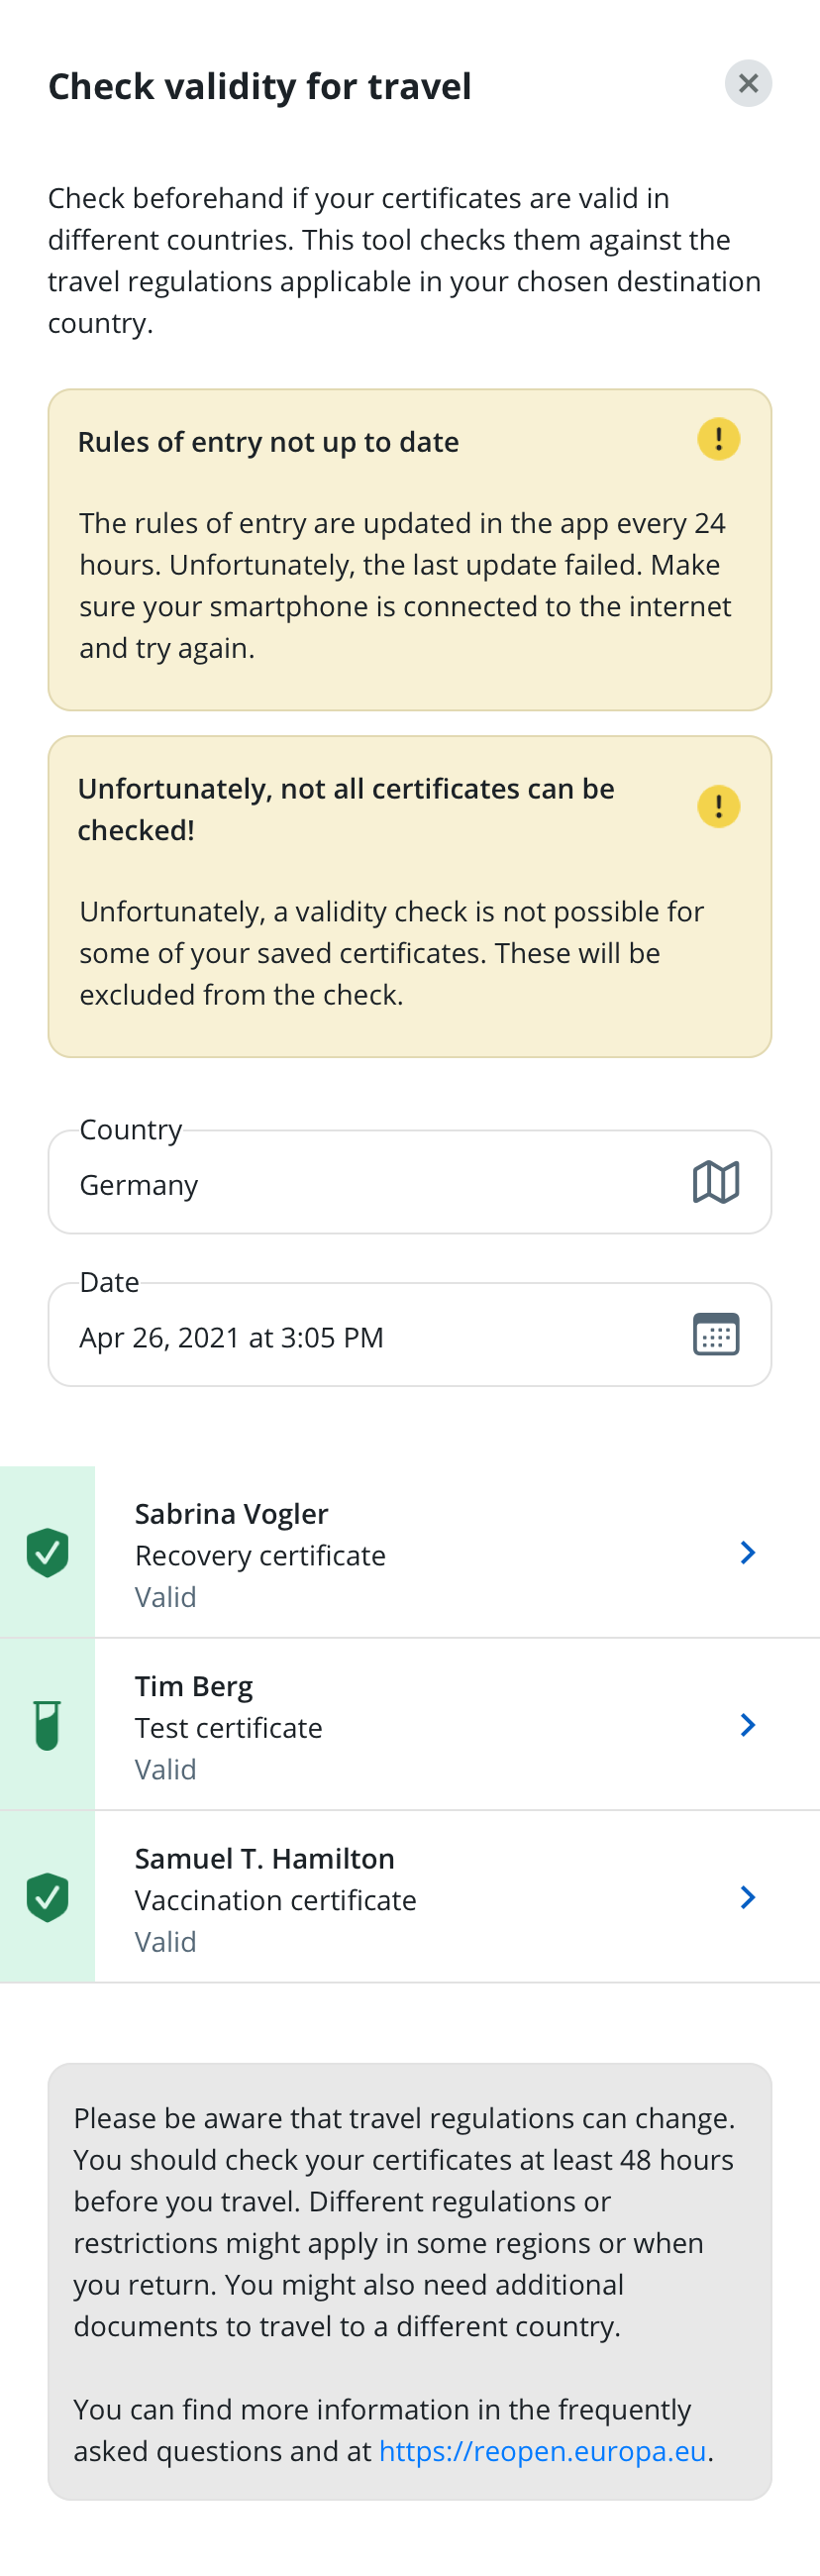 Check validity for travel
Check beforehand if your certificates are valid in
different countries. This tool checks them against the
travel regulations applicable in your chosen destination
country.
Rules of entry not up to date
The rules of entry are updated in the app every 24
hours. Unfortunately, the last update failed. Make
sure your smartphone is connected to the internet
and try again.
Unfortunately, not all certificates can be
checked!
Unfortunately, a validity check is not possible for
some of your saved certificates. These will be
excluded from the check.
Country
Germany
Date
Apr 26, 2021 at 3:05 PM
Sabrina Vogler
Recovery certificate
Valid
Tim Berg
Test certificate
Valid
Samuel T. Hamilton
Vaccination certificate
Valid
Please be aware that travel regulations can change.
You should check your certificates at least 48 hours
before you travel. Different regulations or
restrictions might apply in some regions or when
you return. You might also need additional
documents to travel to a different country.
You can find more information in the frequently
asked questions and at https://reopen.europa.eu.